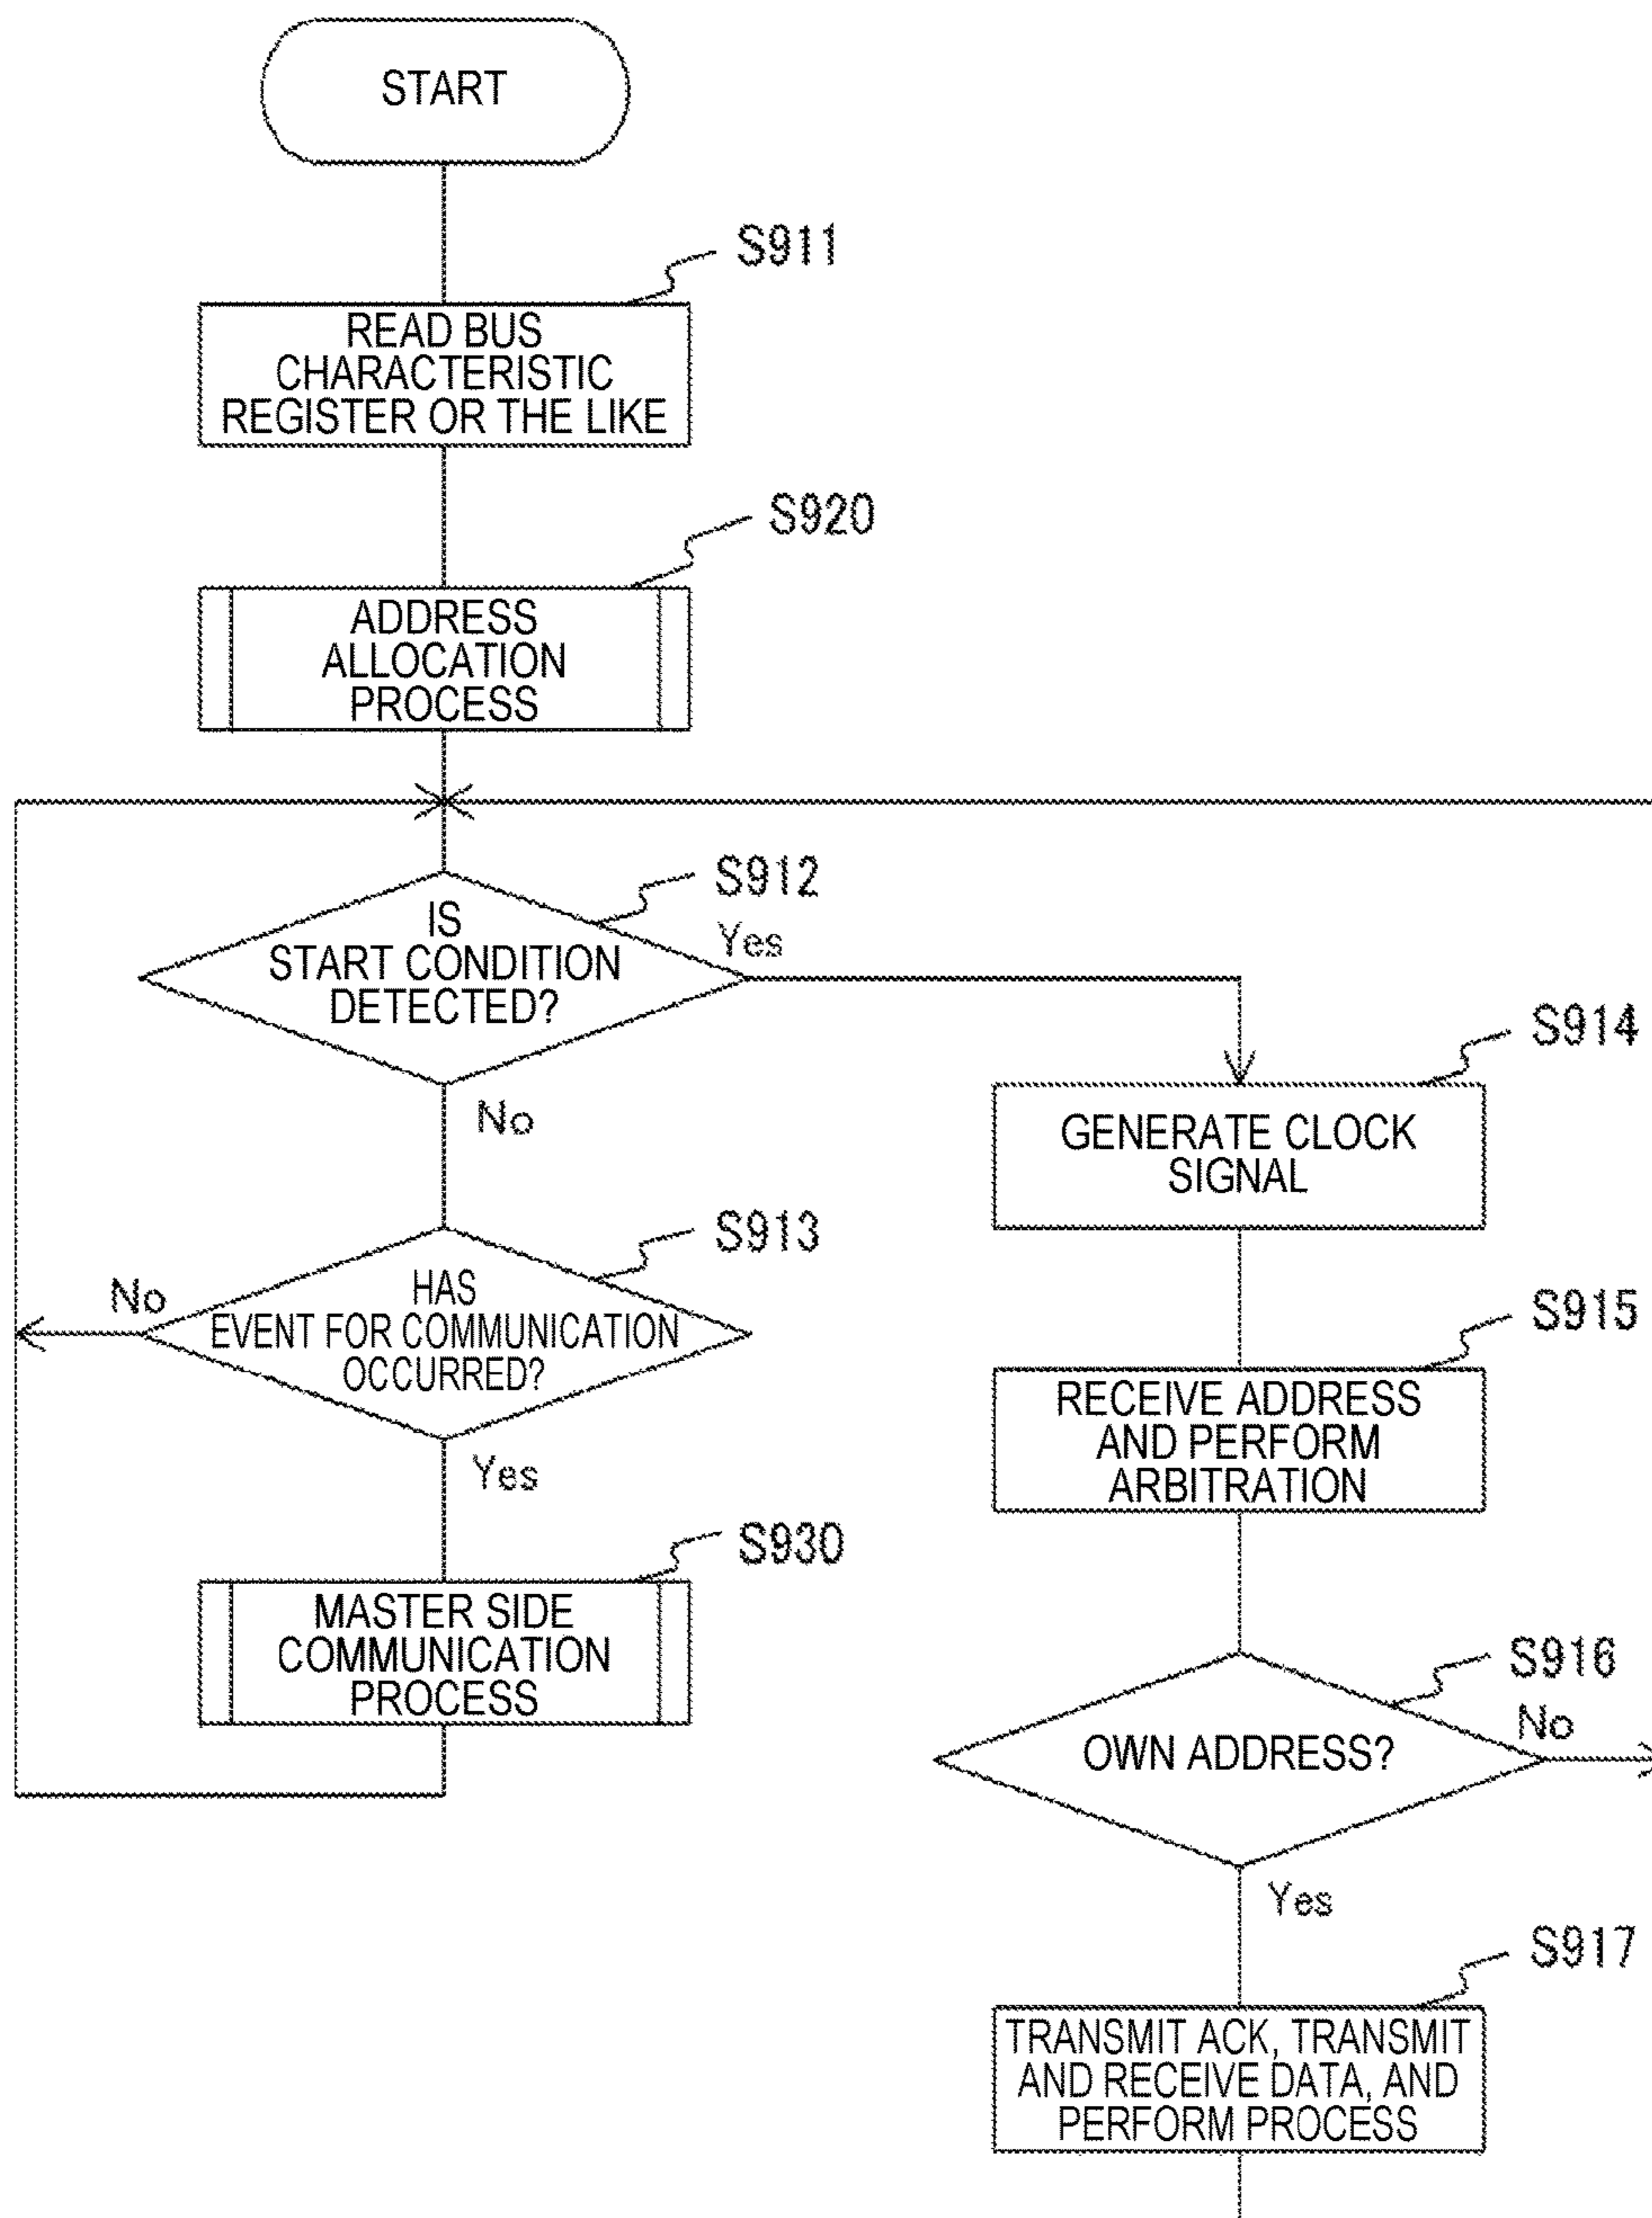 START
S911
READ BUS
CHARACTERISTIC
REGISTER OR THE LIKE
S920
ADDRESS
ALLOCATION
PROCESS
S912
IS
START CONDITION
DETECTED?
Yes
No
S913
HAS
EVENT FOR COMMUNICATION
OCCURRED?
No
Yes
S930
MASTER SIDE
COMMUNICATION
PROCESS
S914
GENERATE CLOCK
SIGNAL
S915
RECEIVE ADDRESS
AND PERFORM
ARBITRATION
S916
No
OWN ADDRESS?
Yes
S917
TRANSMIT ACK, TRANSMIT
AND RECEIVE DATA, AND
PERFORM PROCESS